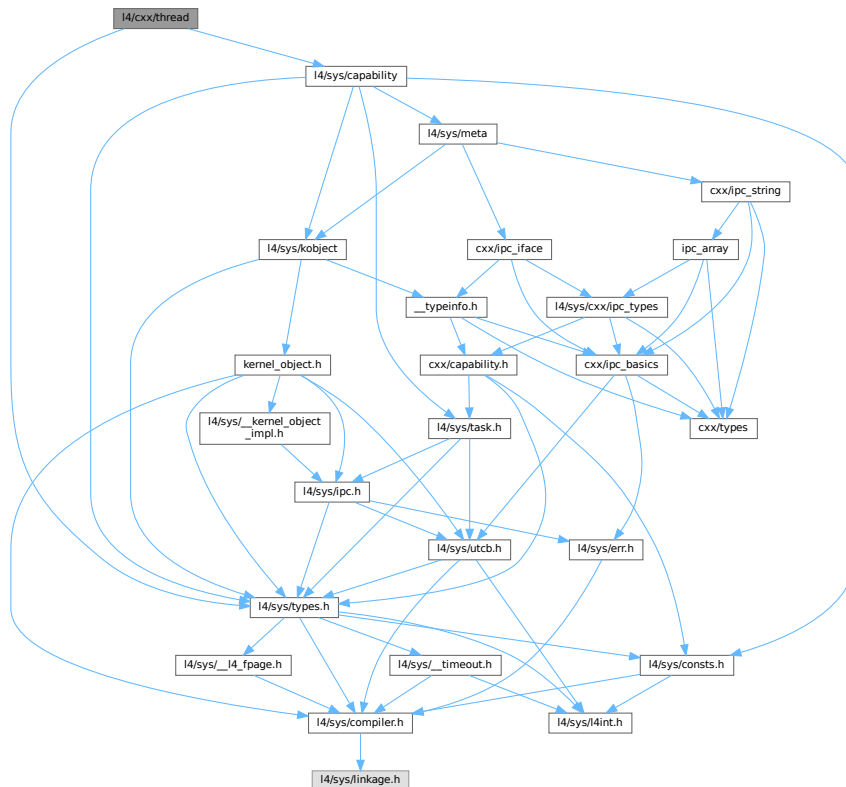 l4/cxx/thread
l4/sys/capability
l4/sys/meta
cxx/ipc_string
l4/sys/kobject
cxx/ipc_iface
ipc_array
__typeinfo.h
l4/sys/cxx/ipc_types
kernel_object.h
cxx/capability.h
cxx/ipc_basics
l4/sys/__kernel_object
_impl.h
l4/sys/task.h
cxx/types
l4/sys/ipc.h
l4/sys/utcb.h
l4/sys/err.h
l4/sys/types.h
l4/sys/__l4_fpage.h
l4/sys/__timeout.h
l4/sys/consts.h
l4/sys/compiler.h
l4/sys/l4int.h
l4/sys/linkage.h